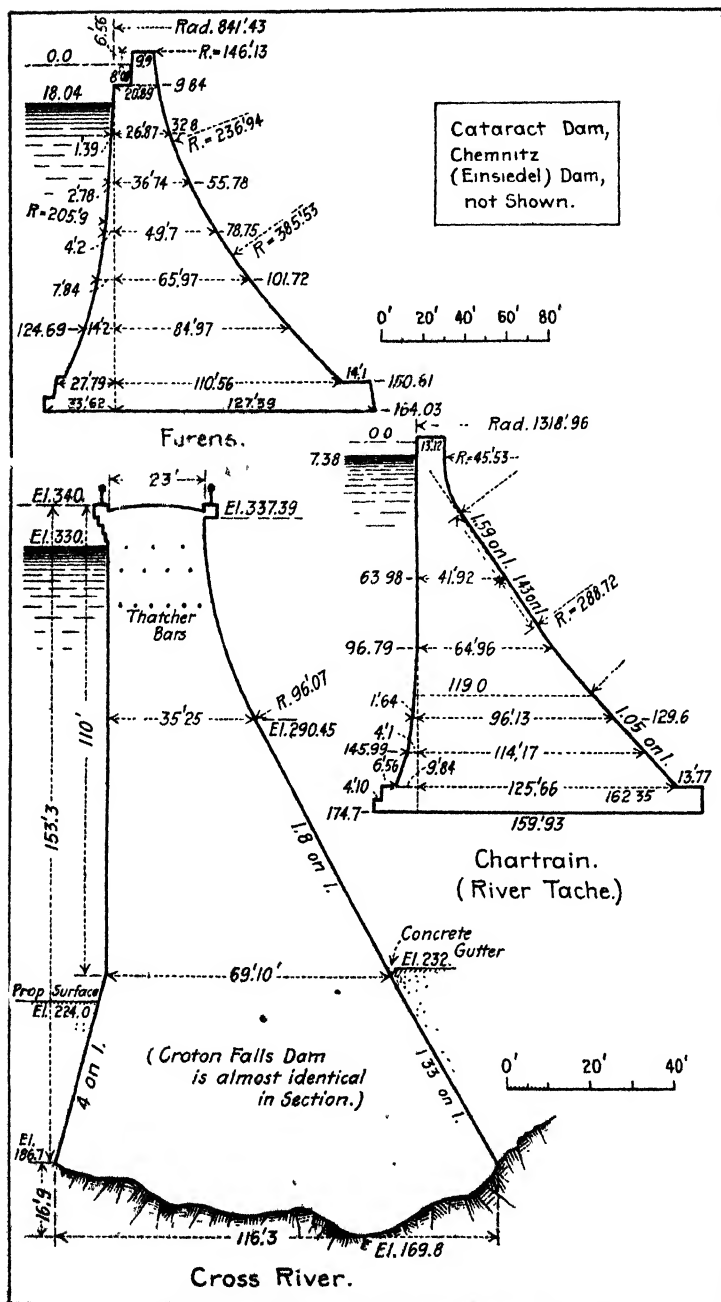 Rad. 841'.43
6'.56
R.=146'.13
0.0
9.9
9.84
20.89
18.04
26'.87
32.8
R.=236'.94
1'.39
2'.78
36'.74
55.78
R=205'.9
4'.2
49'.7
78.75
R=385'.53
7'.84
65'.97
101.72
124.69
14'.2
84'.97
27'.79
110'.56
14'.1
150.61
33'.62
127'.39
164.03
Furens.
Cataract Dam,
Chemnitz
(Einsiedel) Dam,
not Shown.
0' 20' 40' 60' 80'
Rad. 1318'.96
0.0
13.12
7.38
R=45'.53
1.59 on 1.
1.43 on 1.
63.98
41'.92
R.=288'.72
96.79
64'.96
119.0
1'.64
96'.13
129.6
1.05 on 1.
4'.1
145.99
114'.17
6'.56
9'.84
4'.10
125'.66
162.35
13'.77
174.7
159'.93
Chartrain.
(River Tache.)
23'
El.340.
El.337.39
El.330.
Thatcher
Bars
R. 96'.07
35'.25
El.290.45
110'
153'.3
1.8 on 1.
Concrete
Gutter
El.232
69'.10'
Prop. Surface
El.224.0
(Croton Falls Dam
is almost identical
in Section.)
4 on 1.
1.33 on 1.
0' 20' 40'
El.
186.7
16'.9
116'.3
El.169.8
Cross River.